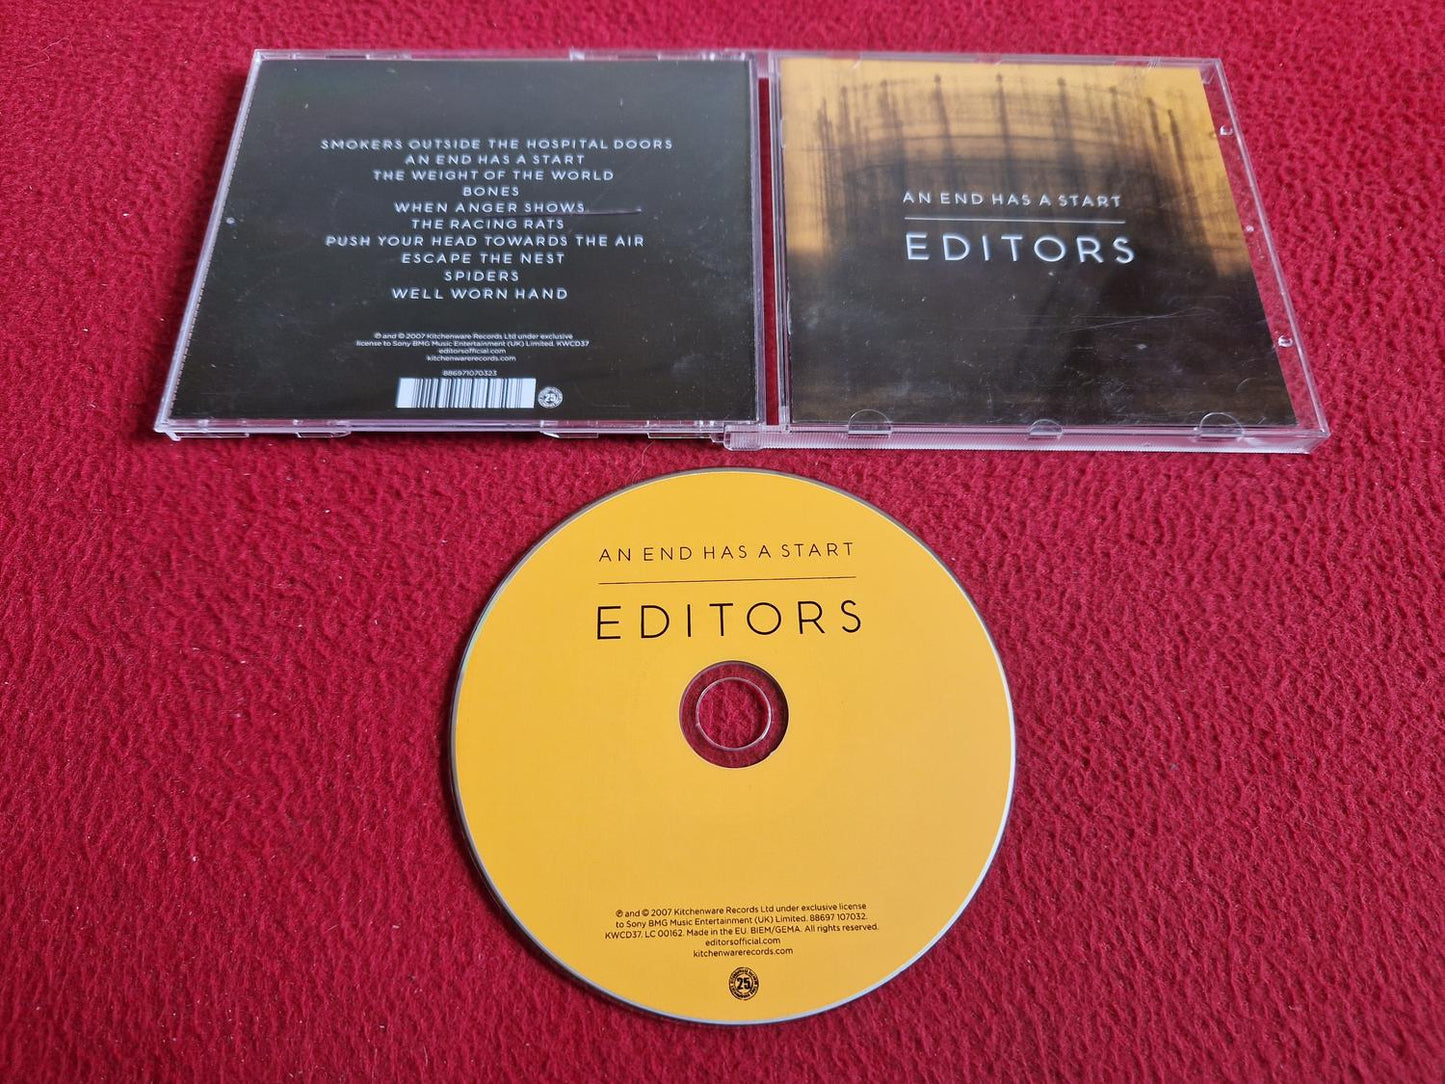 SMOKERS OUTSIDE THE HOSPITAL DOORS
AN END HAS A START
THE WEIGHT OF THE WORLD
BONES
WHEN ANGER SHOWS
THE RACING RATS
PUSH YOUR HEAD TOWARDS THE AIR
ESCAPE THE NEST
SPIDERS
WELL WORN HAND
℗ and © 2007 Kitchenware Records Ltd under exclusive
license to Sony BMG Music Entertainment (UK) Limited. KWCD37
editorsofficial.com
kitchenwarerecords.com
886971070323
25
AN END HAS A START
EDITORS
AN END HAS A START
EDITORS
℗ and © 2007 Kitchenware Records Ltd under exclusive license
to Sony BMG Music Entertainment (UK) Limited. 88697 107032.
KWCD37. LC 00162. Made in the EU. BIEM/GEMA. All rights reserved.
editorsofficial.com
kitchenwarerecords.com
25